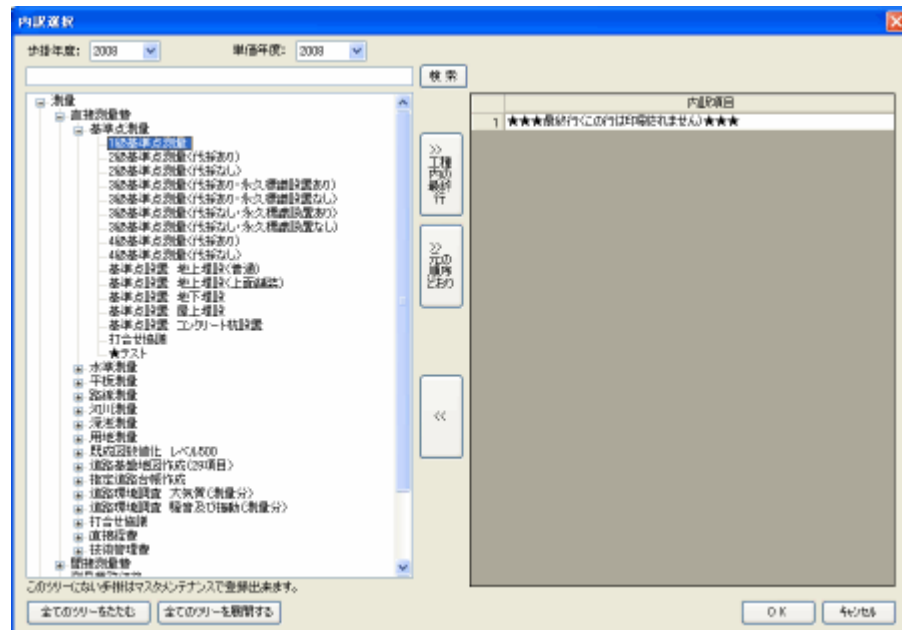 内訳選択
歩掛年度: 2008 単価年度: 2008
検索
測量
直接測量費
基準点測量
1級基準点測量
2級基準点測量(伐採あり)
2級基準点測量(伐採なし)
3級基準点測量(伐採あり・永久標識設置あり)
3級基準点測量(伐採あり・永久標識設置なし)
3級基準点測量(伐採なし・永久標識設置あり)
3級基準点測量(伐採なし・永久標識設置なし)
4級基準点測量(伐採あり)
4級基準点測量(伐採なし)
基準点設置 地上埋設(普通)
基準点設置 地上埋設(上面舗装)
基準点設置 地下埋設
基準点設置 屋上埋設
基準点設置 コンクリート杭設置
打合せ協議
★テスト
水準測量
平板測量
路線測量
河川測量
深浅測量
用地測量
既成図数値化 レベル500
道路基盤地図作成(29項目)
指定道路台帳作成
道路環境調査 大気質(測量分)
道路環境調査 騒音及び振動(測量分)
打合せ協議
直接経費
技術管理費
間接測量費
>>
工種
内の
最終
行
>>
元の
順序
どおり
<<
内訳項目
1 ★★★最終行<この行は印刷されません>★★★
このツリーにない歩掛はマスタメンテナンスで登録出来ます。
全てのツリーをたたむ 全てのツリーを展開する
OK キャンセル